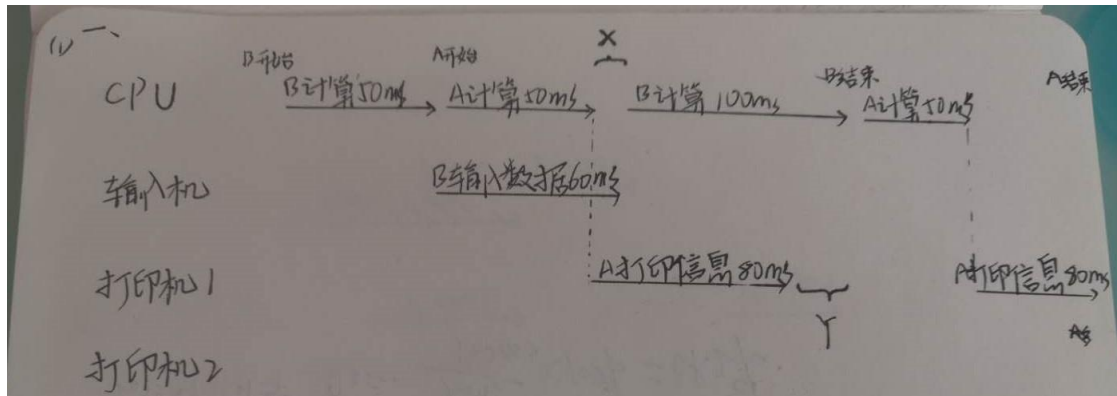 (1) 一、
X
B开始 A开始 B结束 A结束
CPU B计算50ms A计算50ms B计算100ms A计算50ms
输入机 B输入数据60ms
打印机1 A打印信息80ms A打印信息80ms
Y
打印机2